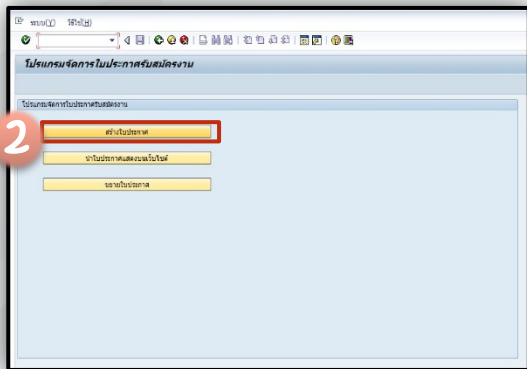 ระบบ(Y) วิธีใช้(H)
โปรแกรมจัดการใบประกาศรับสมัครงาน
โปรแกรมจัดการใบประกาศรับสมัครงาน
2
สร้างใบประกาศ
นำใบประกาศแสดงบนเว็บไซต์
ขยายใบประกาศ